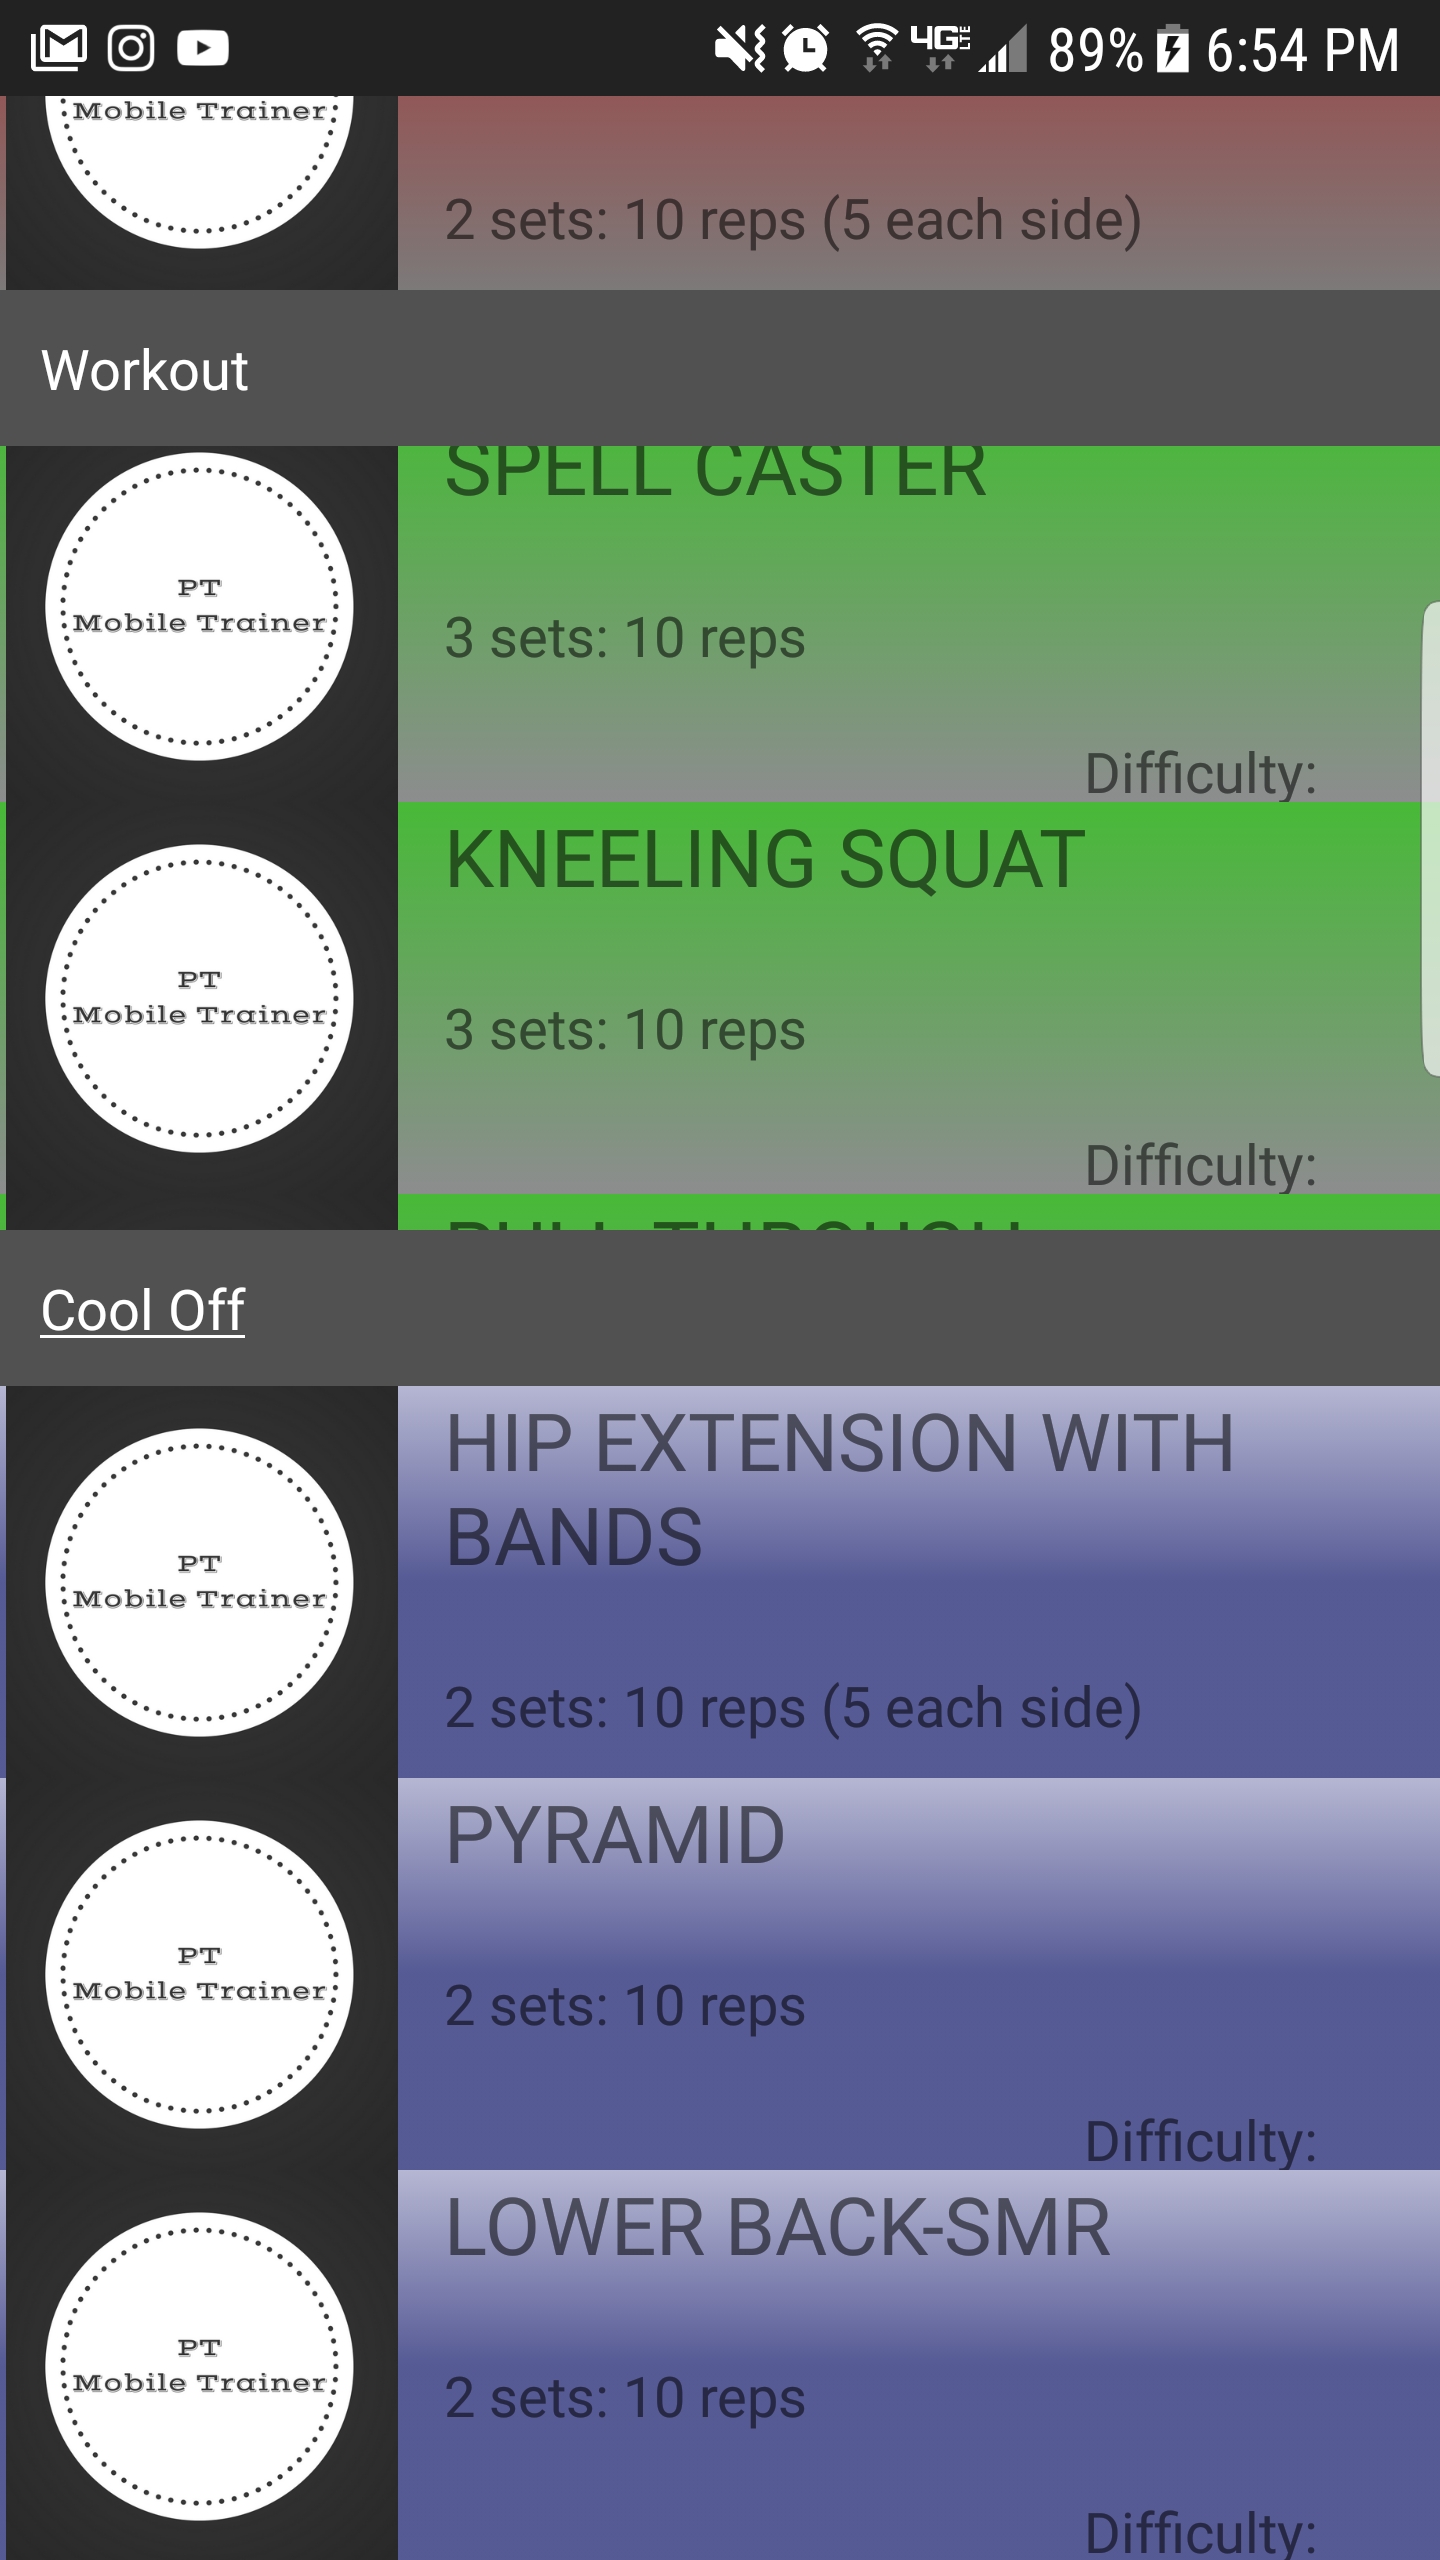 89% 6:54 PM
Mobile Trainer
2 sets: 10 reps (5 each side)
Workout
SPELL CASTER
PT
Mobile Trainer
3 sets: 10 reps
Difficulty:
KNEELING SQUAT
PT
Mobile Trainer
3 sets: 10 reps
Difficulty:
Cool Off
HIP EXTENSION WITH
BANDS
PT
Mobile Trainer
2 sets: 10 reps (5 each side)
PYRAMID
PT
Mobile Trainer
2 sets: 10 reps
Difficulty:
LOWER BACK-SMR
PT
Mobile Trainer
2 sets: 10 reps
Difficulty: